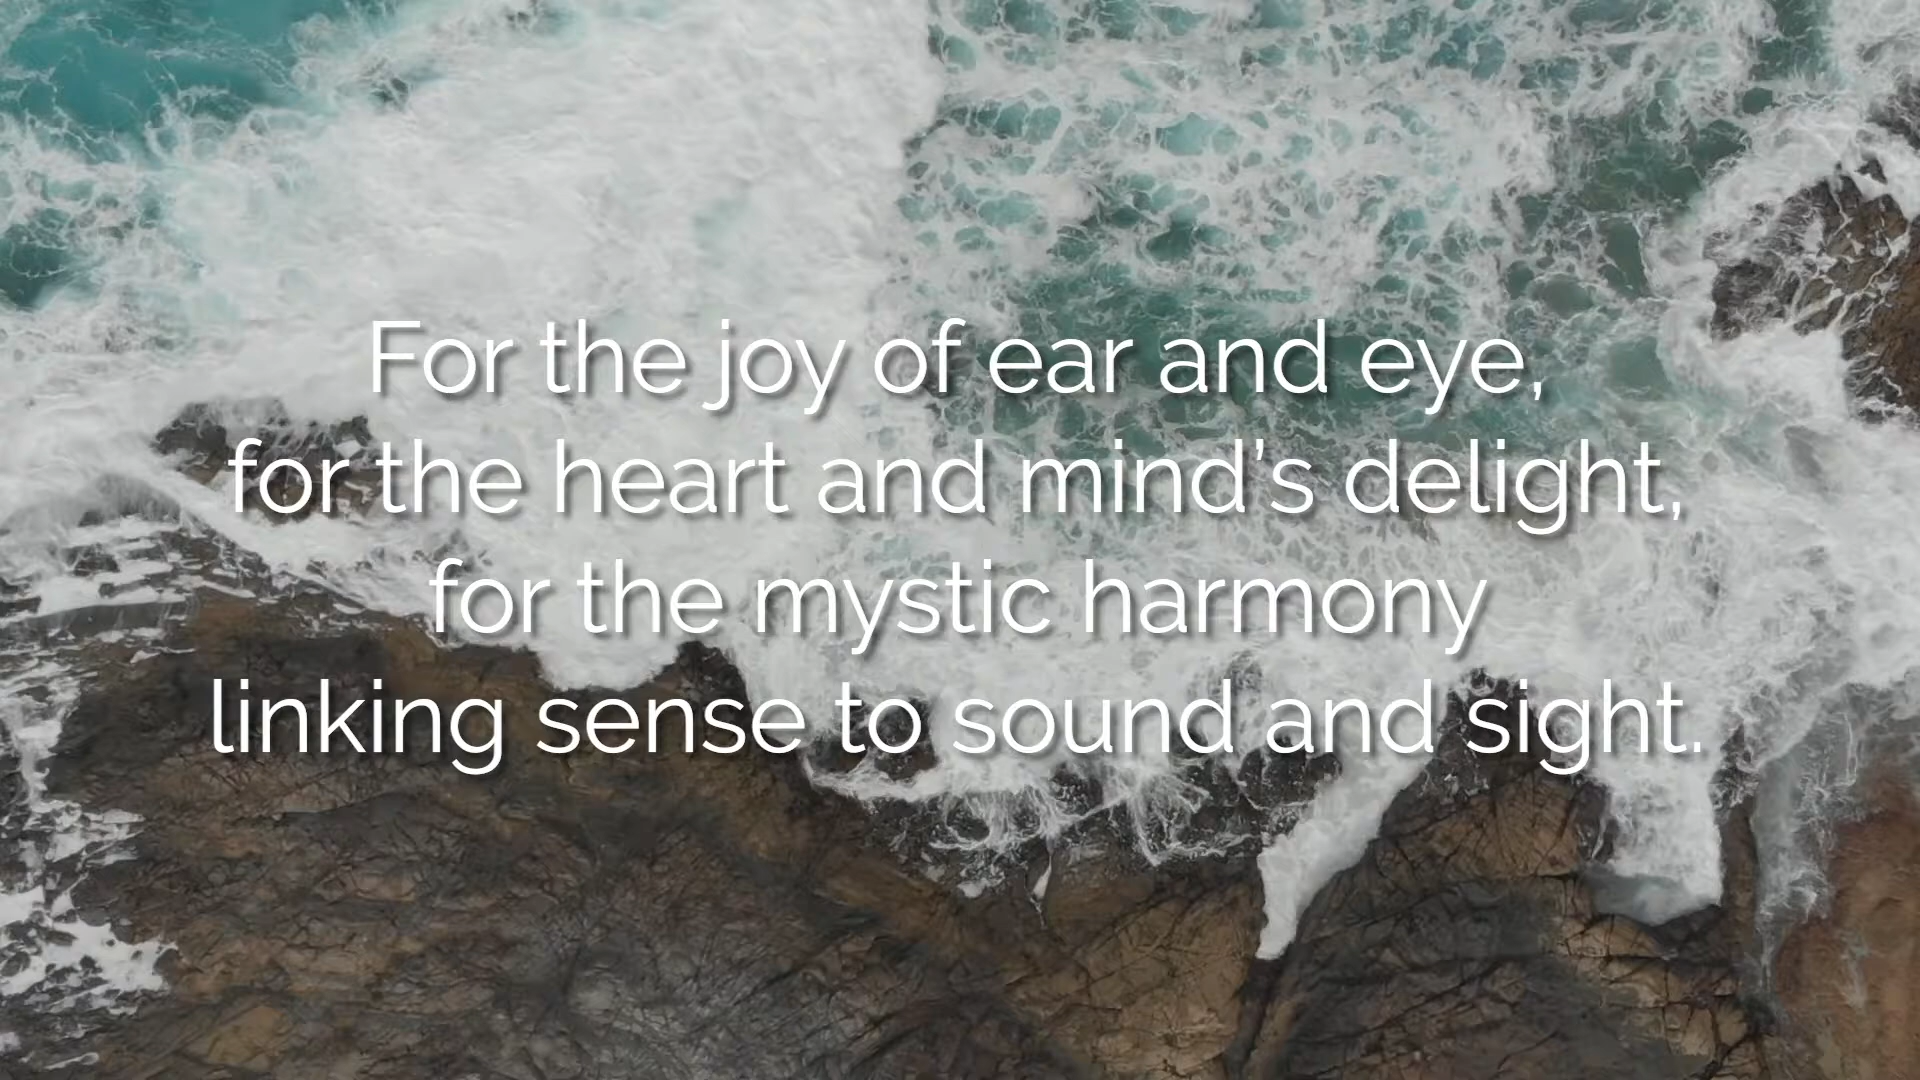 For the joy of ear and eye,
for the heart and mind’s delight,
for the mystic harmony
linking sense to sound and sight.